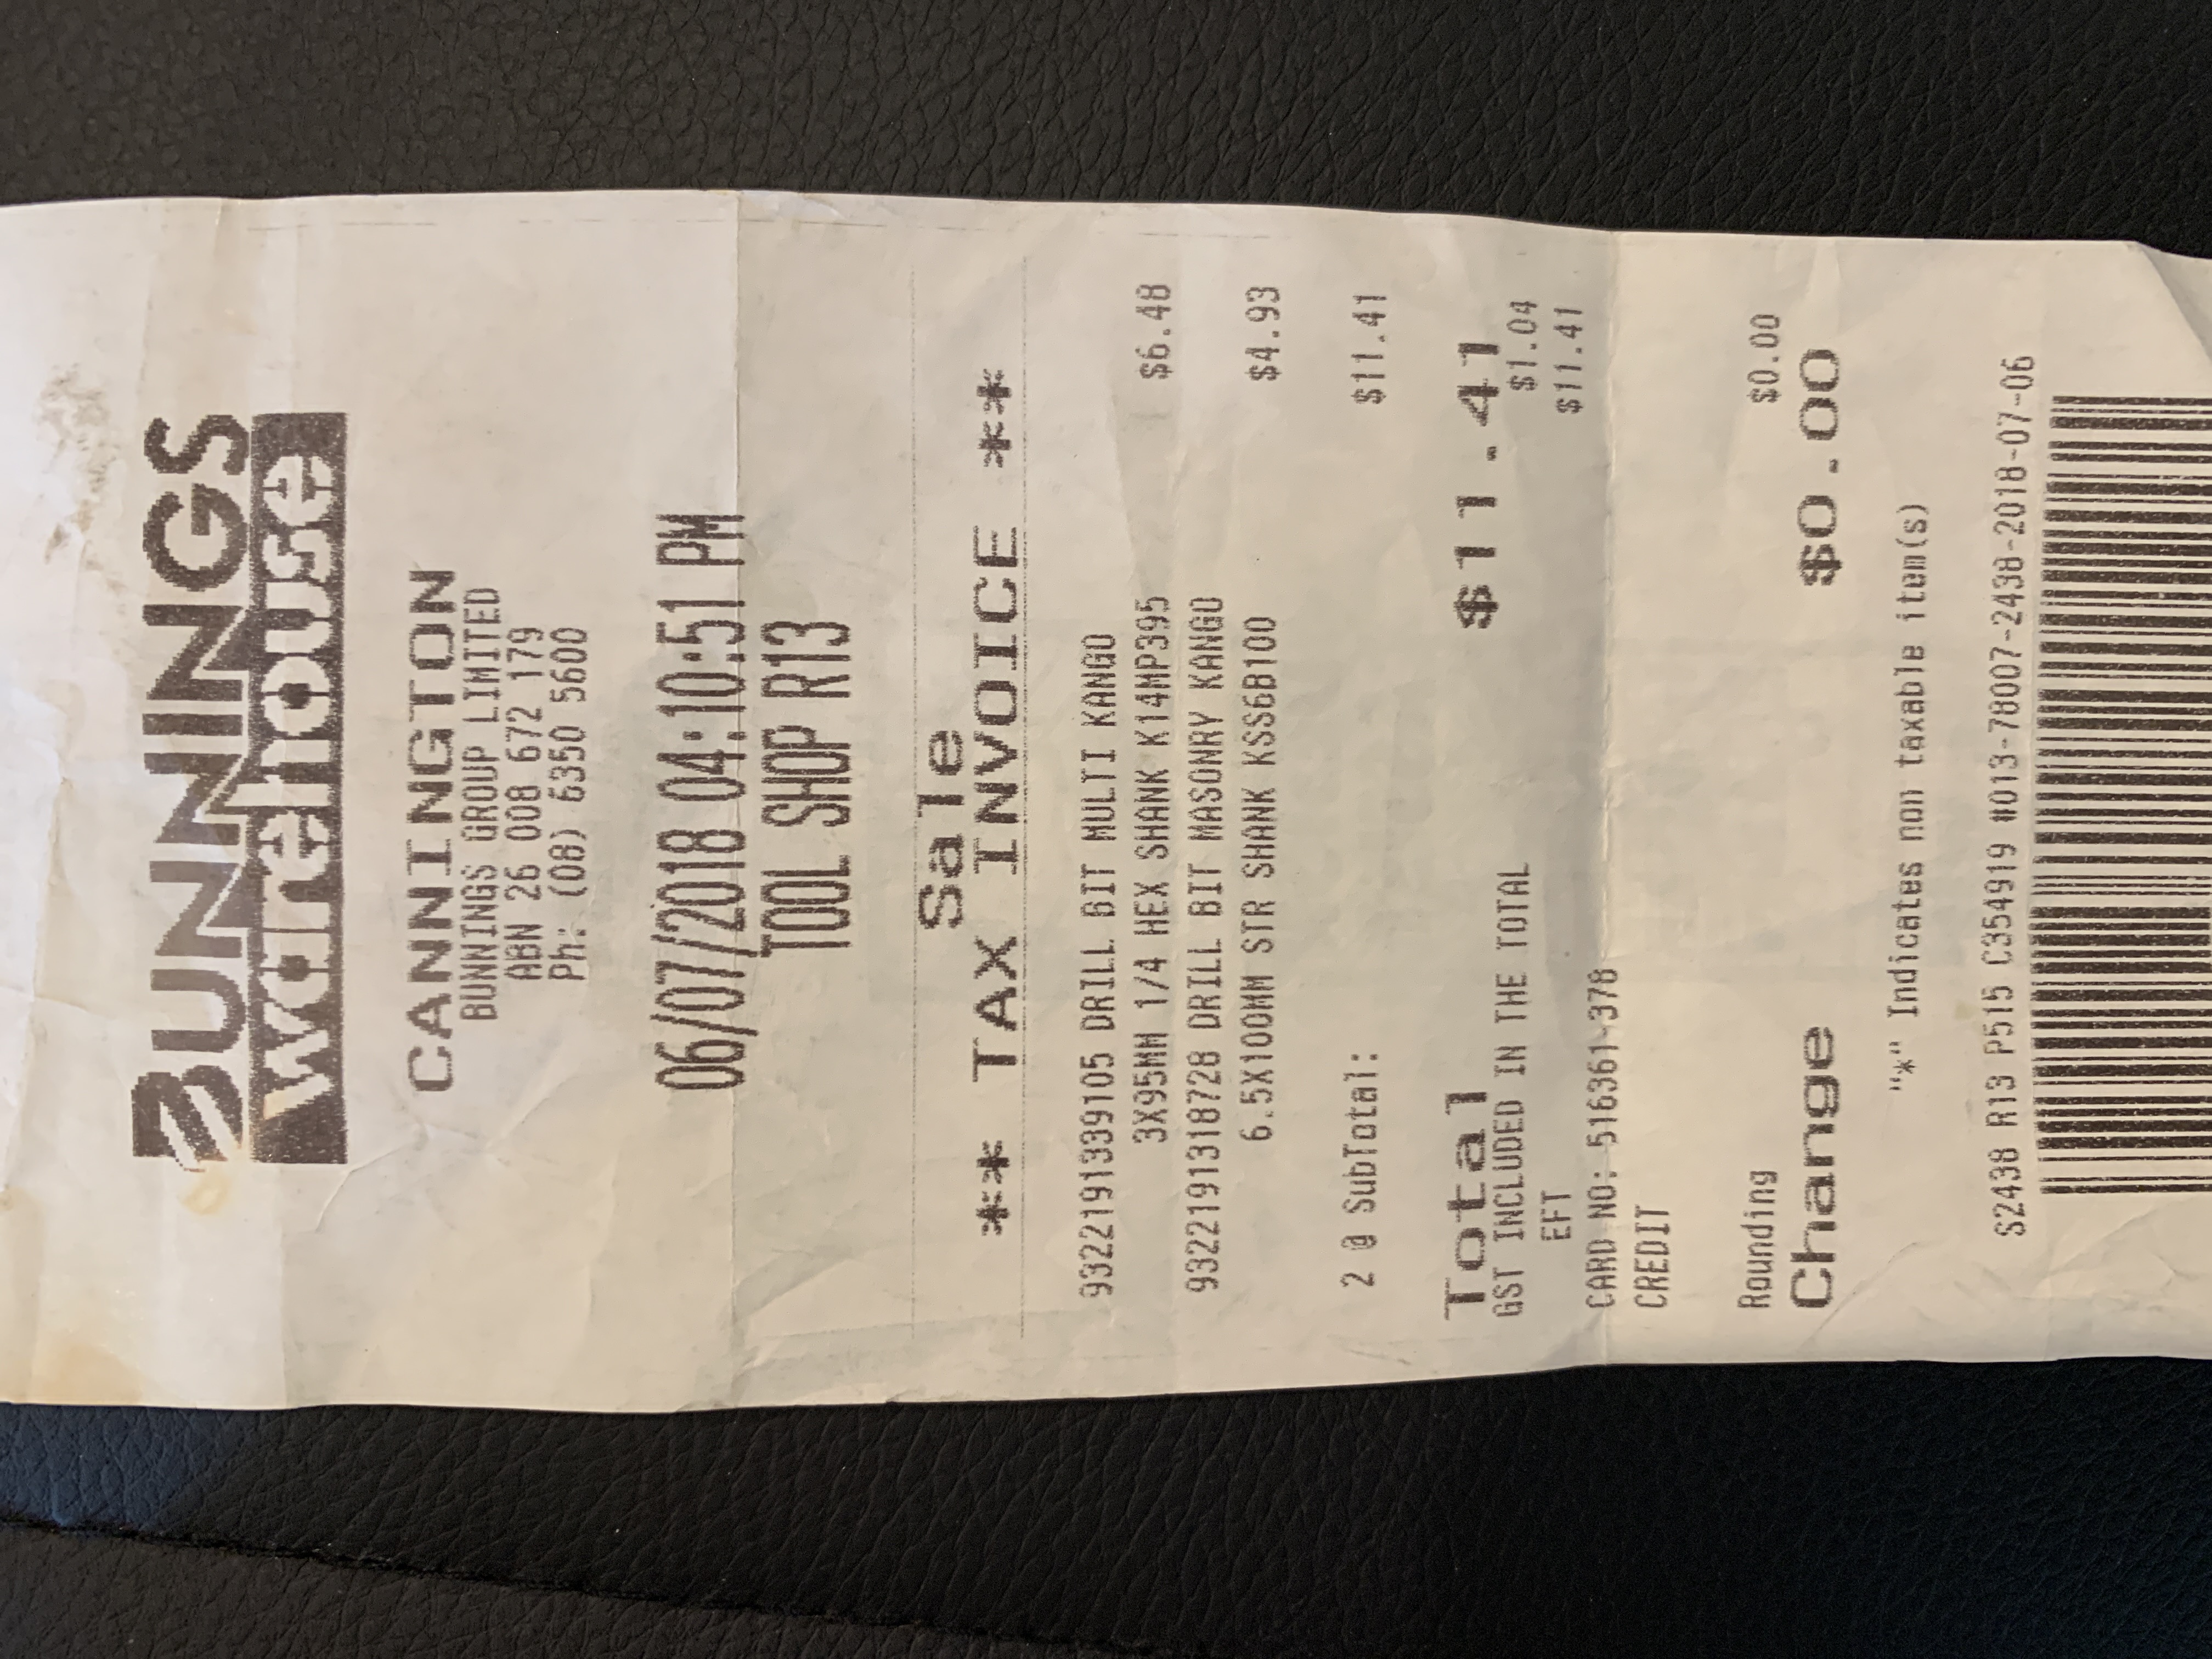 BUNNINGS
warehouse
CANNINGTON
BUNNINGS GROUP LIMITED
ABN 26 008 672 179
Ph: (08) 6350 5600
06/07/2018 04:10:51 PM
TOOL SHOP R13
Sale
** TAX INVOICE **
9322191339105 DRILL BIT MULTI KANGO
3X95MM 1/4 HEX SHANK K14MP395 $6.48
9322191318728 DRILL BIT MASONRY KANGO
6.5X100MM STR SHANK KSS6B100 $4.93
2 @ SubTotal: $11.41
Total $11.41
GST INCLUDED IN THE TOTAL $1.04
EFT $11.41
CARD NO: 516361-378
CREDIT
Rounding $0.00
Change $0.00
"*" Indicates non taxable item(s)
S2438 R13 P515 C354919 #013-78007-2438-2018-07-06